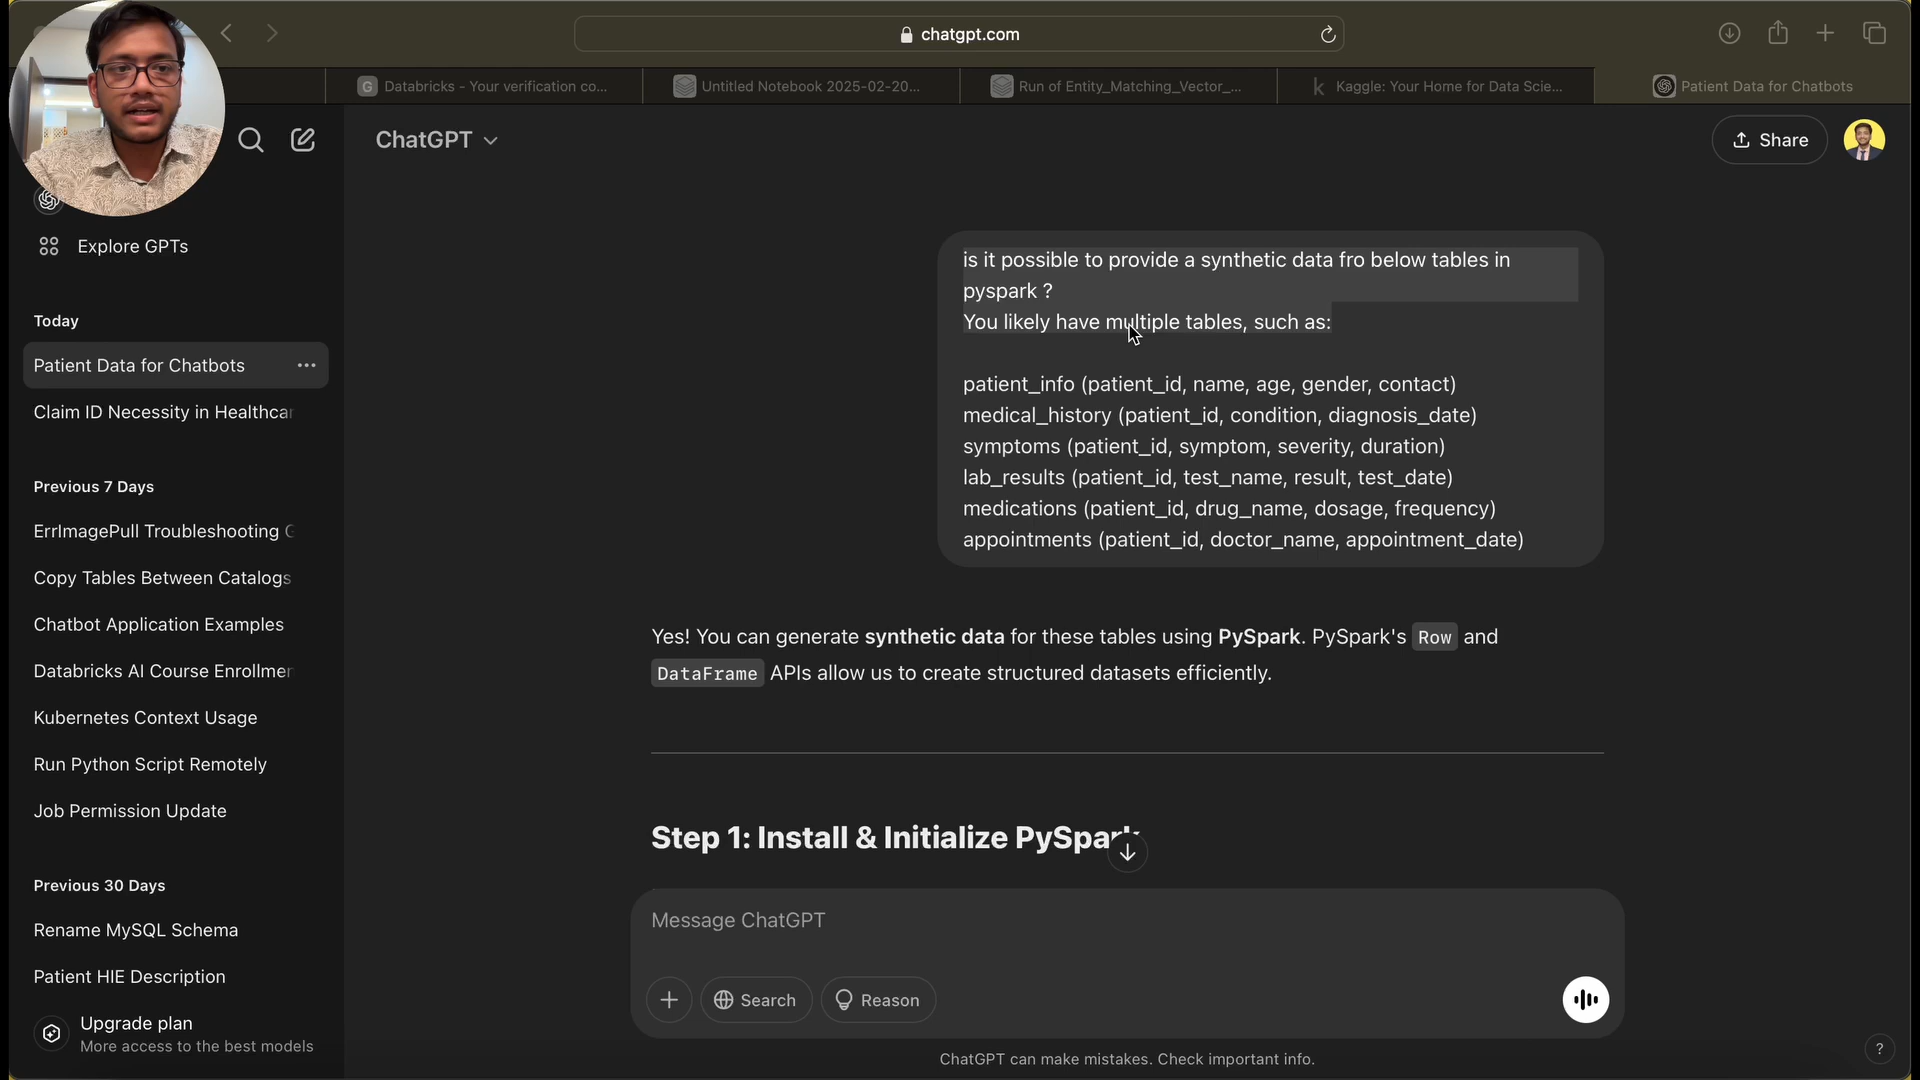 chatgpt.com
Databricks - Your verification co...
Untitled Notebook 2025-02-20...
Run of Entity_Matching_Vector_...
Kaggle: Your Home for Data Scie...
Patient Data for Chatbots
ChatGPT
Share
Explore GPTs
Today
Patient Data for Chatbots
Claim ID Necessity in Healthcar
Previous 7 Days
ErrImagePull Troubleshooting G
Copy Tables Between Catalogs
Chatbot Application Examples
Databricks AI Course Enrollmer
Kubernetes Context Usage
Run Python Script Remotely
Job Permission Update
Previous 30 Days
Rename MySQL Schema
Patient HIE Description
Upgrade plan
More access to the best models
is it possible to provide a synthetic data fro below tables in
pyspark ?
You likely have multiple tables, such as:
patient_info (patient_id, name, age, gender, contact)
medical_history (patient_id, condition, diagnosis_date)
symptoms (patient_id, symptom, severity, duration)
lab_results (patient_id, test_name, result, test_date)
medications (patient_id, drug_name, dosage, frequency)
appointments (patient_id, doctor_name, appointment_date)
Yes! You can generate synthetic data for these tables using PySpark. PySpark's Row and
DataFrame APIs allow us to create structured datasets efficiently.
Step 1: Install & Initialize PySpark
Message ChatGPT
Search
Reason
ChatGPT can make mistakes. Check important info.
?